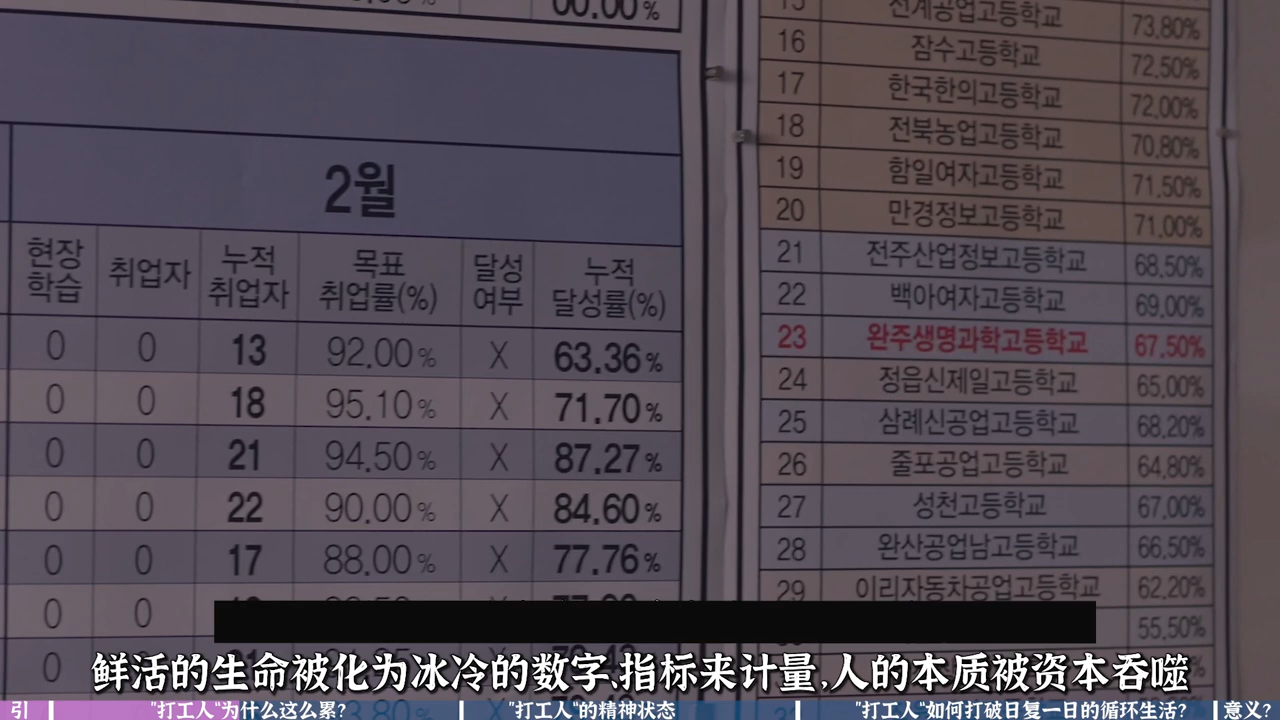 00.00%
2월
현장 학습 취업자 누적 취업자 목표 취업률(%) 달성 여부 누적 달성률(%)
0 0 13 92.00% X 63.36%
0 0 18 95.10% X 71.70%
0 0 21 94.50% X 87.27%
0 0 22 90.00% X 84.60%
0 0 17 88.00% X 77.76%
0 0
0
15 전계공업고등학교 73.80%
16 잠수고등학교 72.50%
17 한국한의고등학교 72.00%
18 전북농업고등학교 70.80%
19 함일여자고등학교 71.50%
20 만경정보고등학교 71.00%
21 전주산업정보고등학교 68.50%
22 백아여자고등학교 69.00%
23 완주생명과학고등학교 67.50%
24 정읍신제일고등학교 65.00%
25 삼례신공업고등학교 68.20%
26 줄포공업고등학교 64.80%
27 성천고등학교 67.00%
28 완산공업남고등학교 66.50%
29 이리자동차공업고등학교 62.20%
55.50%
鲜活的生命被化为冰冷的数字、指标来计量,人的本质被资本吞噬
引 "打工人"为什么这么累? "打工人"的精神状态 "打工人"如何打破日复一日的循环生活? 意义?